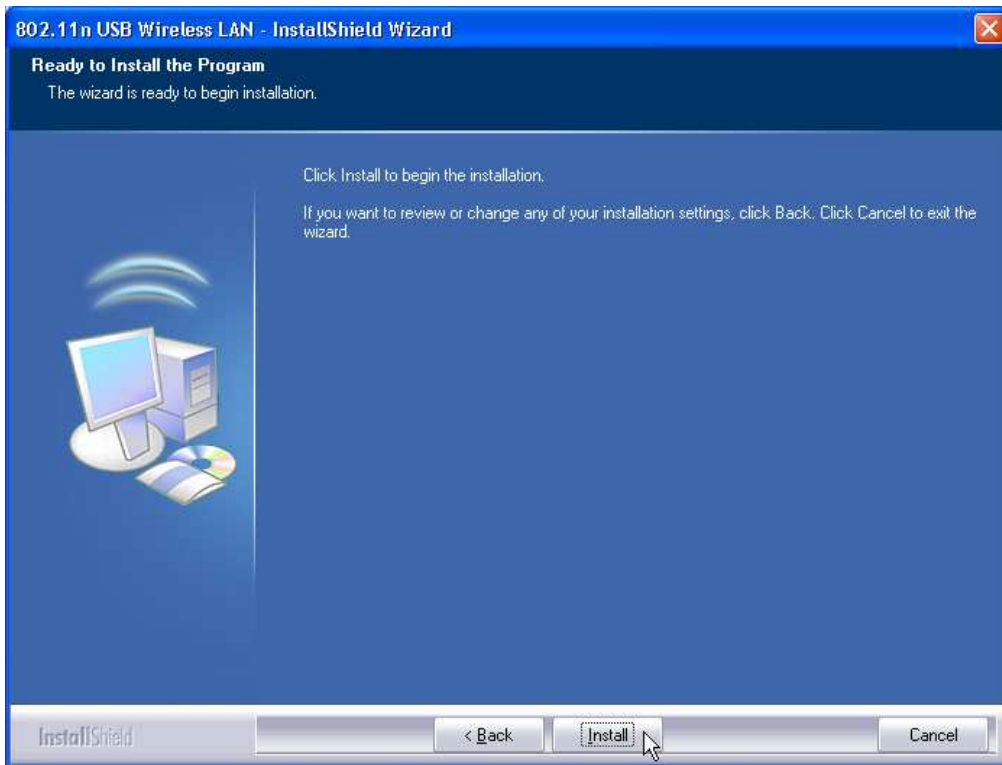 802.11n USB Wireless LAN - InstallShield Wizard
Ready to Install the Program
The wizard is ready to begin installation.
Click Install to begin the installation.
If you want to review or change any of your installation settings, click Back. Click Cancel to exit the
wizard.
InstallShield
< Back
Install
Cancel